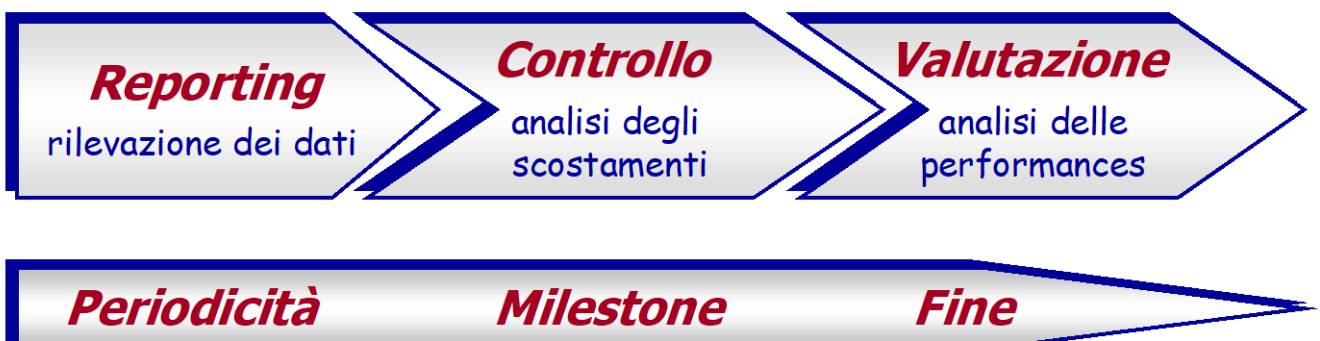 Reporting
rilevazione dei dati
Controllo
analisi degli
scostamenti
Valutazione
analisi delle
performances
Periodicità
Milestone
Fine